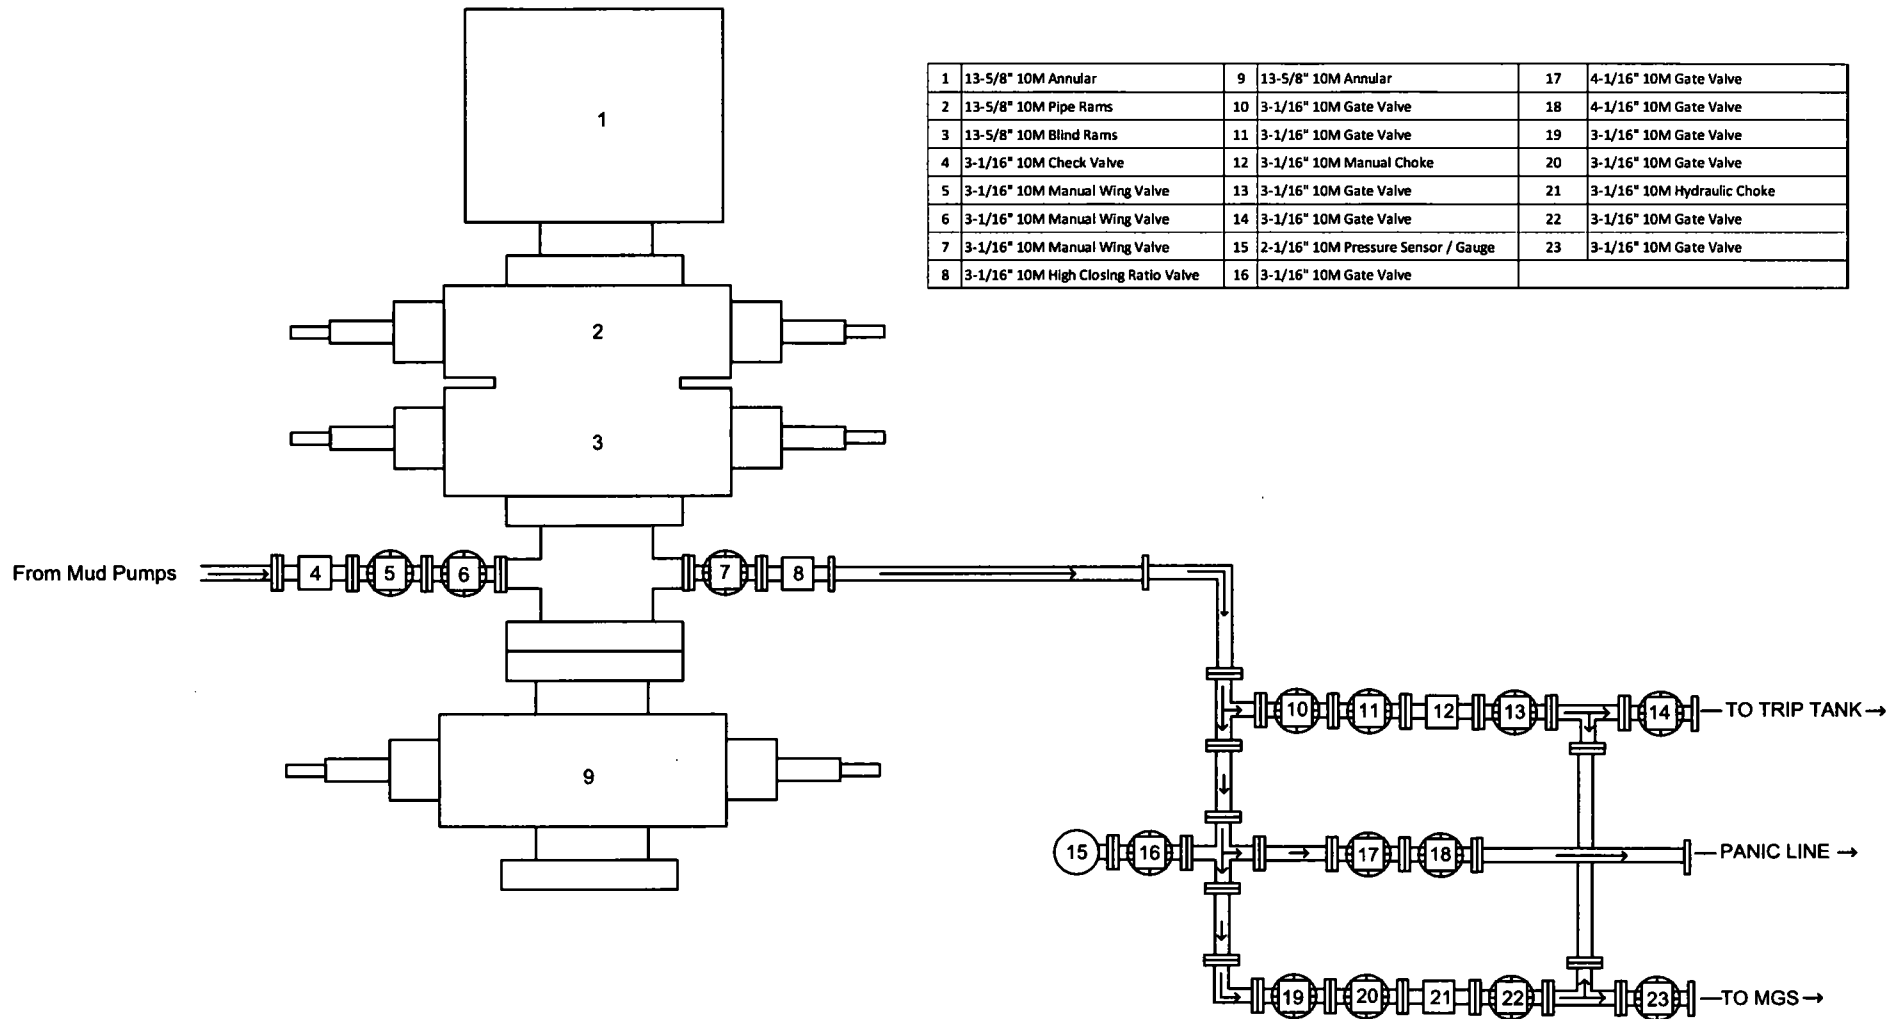 1
1 13-5/8" 10M Annular 9 13-5/8" 10M Annular 17 4-1/16" 10M Gate Valve
2 13-5/8" 10M Pipe Rams 10 3-1/16" 10M Gate Valve 18 4-1/16" 10M Gate Valve
3 13-5/8" 10M Blind Rams 11 3-1/16" 10M Gate Valve 19 3-1/16" 10M Gate Valve
4 3-1/16" 10M Check Valve 12 3-1/16" 10M Manual Choke 20 3-1/16" 10M Gate Valve
5 3-1/16" 10M Manual Wing Valve 13 3-1/16" 10M Gate Valve 21 3-1/16" 10M Hydraulic Choke
6 3-1/16" 10M Manual Wing Valve 14 3-1/16" 10M Gate Valve 22 3-1/16" 10M Gate Valve
7 3-1/16" 10M Manual Wing Valve 15 2-1/16" 10M Pressure Sensor / Gauge 23 3-1/16" 10M Gate Valve
8 3-1/16" 10M High Closing Ratio Valve 16 3-1/16" 10M Gate Valve
2
3
From Mud Pumps 4 5 6 7 8
10 11 12 13 14 TO TRIP TANK
9
15 16 17 18 PANIC LINE
19 20 21 22 23 TO MGS